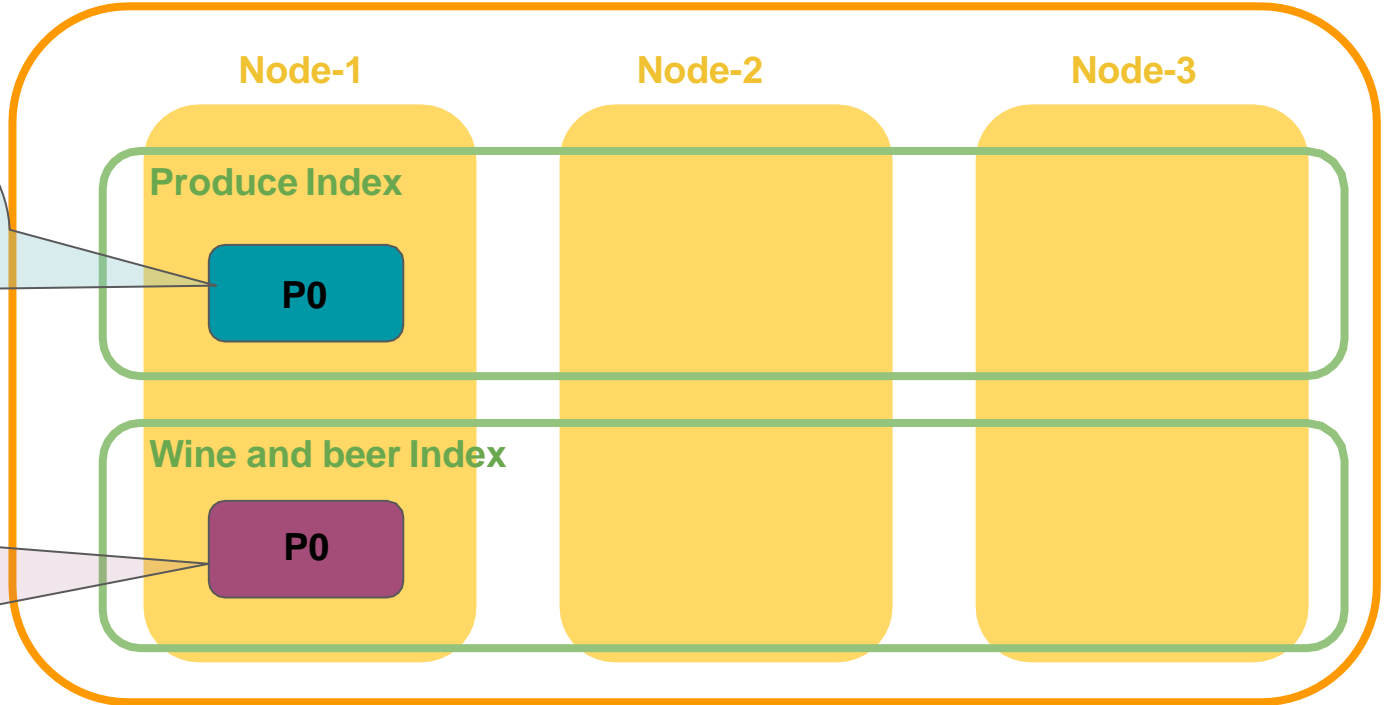 Node-1
Node-2
Node-3
Produce Index
P0
Wine and beer Index
P0